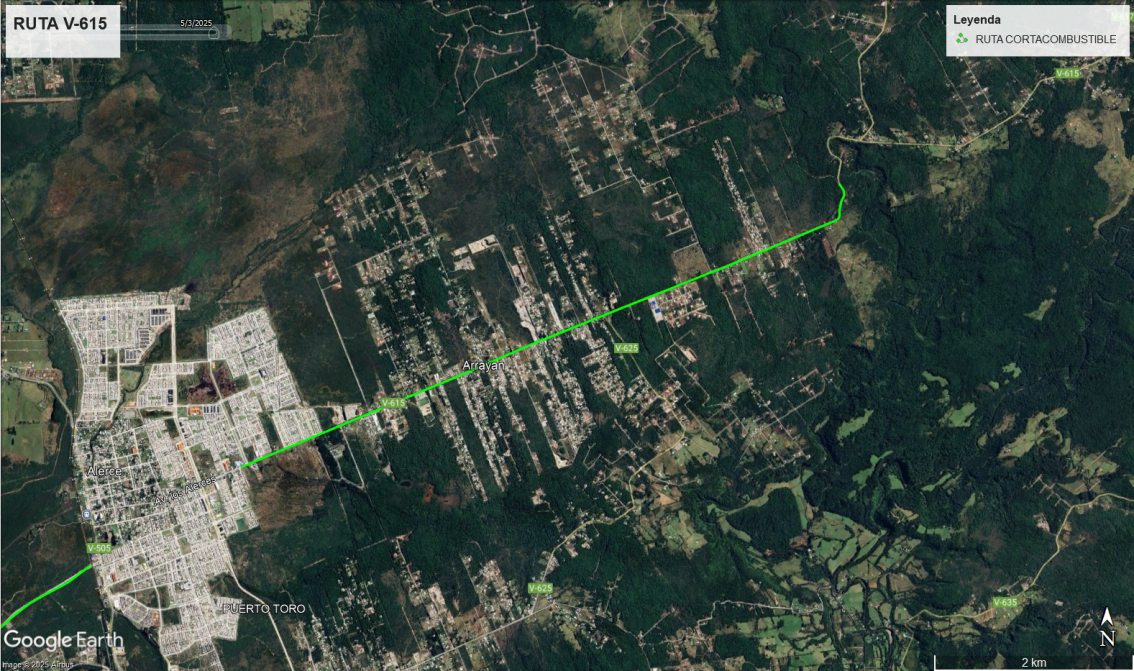 RUTA V-615
5/3/2025
Leyenda
RUTA CORTACOMBUSTIBLE
V-615
V-625
Arrayan
V-615
Alerce
V-505
V-625
PUERTO TORO
V-635
Google Earth
Image © 2025 Airbus
N
2 km